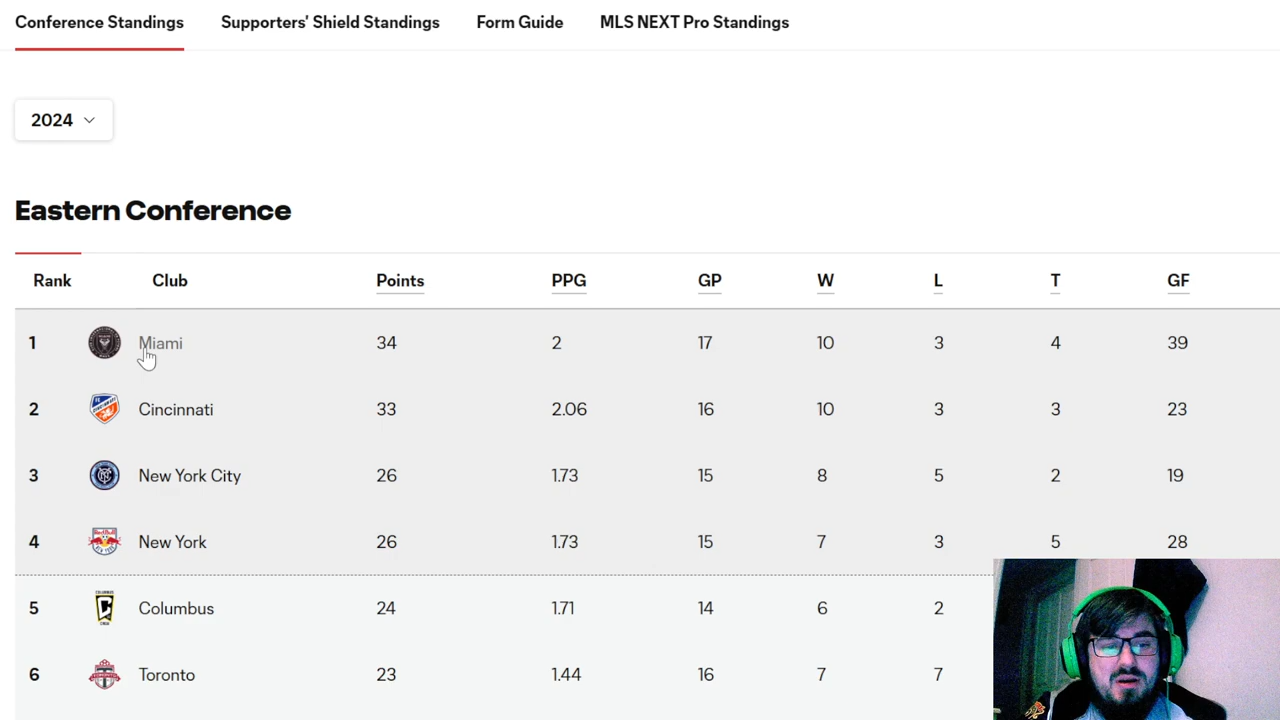 Conference Standings Supporters' Shield Standings Form Guide MLS NEXT Pro Standings
2024
Eastern Conference
Rank Club Points PPG GP W L T GF
1 Miami 34 2 17 10 3 4 39
2 Cincinnati 33 2.06 16 10 3 3 23
3 New York City 26 1.73 15 8 5 2 19
4 New York 26 1.73 15 7 3 5 28
5 Columbus 24 1.71 14 6 2
6 Toronto 23 1.44 16 7 7